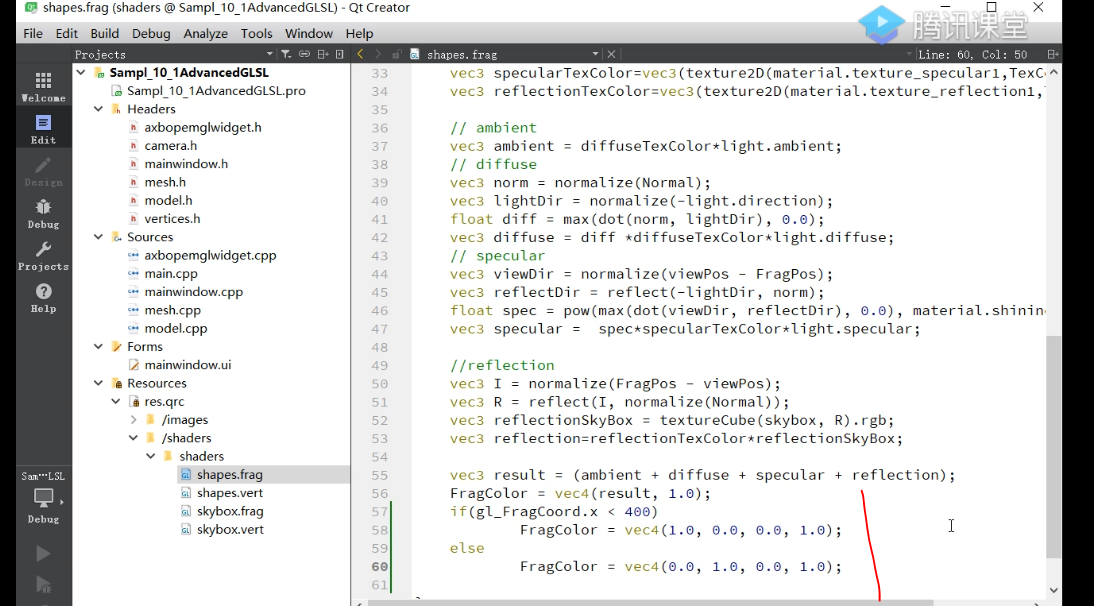 shapes.frag (shaders @ Sampl_10_1AdvancedGLSL) - Qt Creator
腾讯课堂
File Edit Build Debug Analyze Tools Window Help
Projects
shapes.frag
Line: 60, Col: 50
Welcome
Edit
Design
Debug
Projects
Help
Sam···LSL
Debug
Sampl_10_1AdvancedGLSL
Sampl_10_1AdvancedGLSL.pro
Headers
axbopemglwidget.h
camera.h
mainwindow.h
mesh.h
model.h
vertices.h
Sources
axbopemglwidget.cpp
main.cpp
mainwindow.cpp
mesh.cpp
model.cpp
Forms
mainwindow.ui
Resources
res.qrc
/images
/shaders
shaders
shapes.frag
shapes.vert
skybox.frag
skybox.vert
33 vec3 specularTexColor=vec3(texture2D(material.texture_specular1,TexC
34 vec3 reflectionTexColor=vec3(texture2D(material.texture_reflection1,
35
36 // ambient
37 vec3 ambient = diffuseTexColor*light.ambient;
38 // diffuse
39 vec3 norm = normalize(Normal);
40 vec3 lightDir = normalize(-light.direction);
41 float diff = max(dot(norm, lightDir), 0.0);
42 vec3 diffuse = diff *diffuseTexColor*light.diffuse;
43 // specular
44 vec3 viewDir = normalize(viewPos - FragPos);
45 vec3 reflectDir = reflect(-lightDir, norm);
46 float spec = pow(max(dot(viewDir, reflectDir), 0.0), material.shinin
47 vec3 specular =  spec*specularTexColor*light.specular;
48
49 //reflection
50 vec3 I = normalize(FragPos - viewPos);
51 vec3 R = reflect(I, normalize(Normal));
52 vec3 reflectionSkyBox = textureCube(skybox, R).rgb;
53 vec3 reflection=reflectionTexColor*reflectionSkyBox;
54
55 vec3 result = (ambient + diffuse + specular + reflection);
56 FragColor = vec4(result, 1.0);
57 if(gl_FragCoord.x < 400)
58 FragColor = vec4(1.0, 0.0, 0.0, 1.0);
59 else
60 FragColor = vec4(0.0, 1.0, 0.0, 1.0);
61